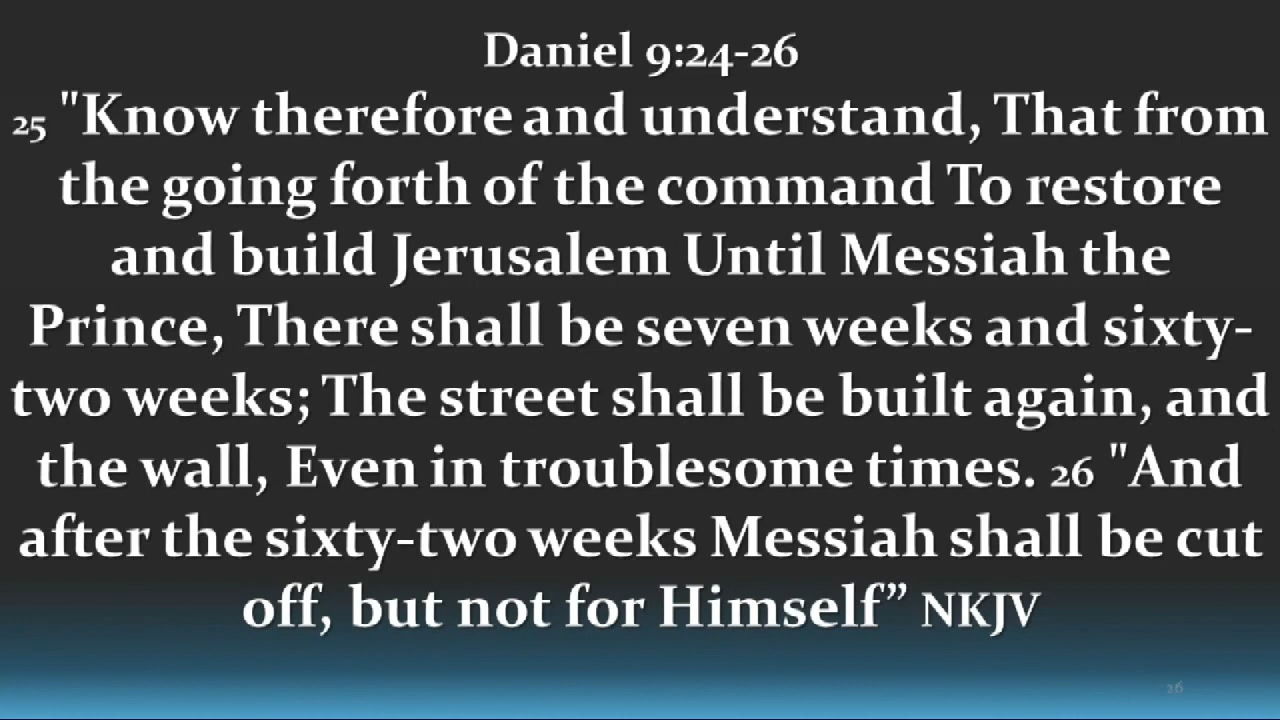 Daniel 9:24-26
25 "Know therefore and understand, That from
the going forth of the command To restore
and build Jerusalem Until Messiah the
Prince, There shall be seven weeks and sixty-
two weeks; The street shall be built again, and
the wall, Even in troublesome times. 26 "And
after the sixty-two weeks Messiah shall be cut
off, but not for Himself” NKJV
26